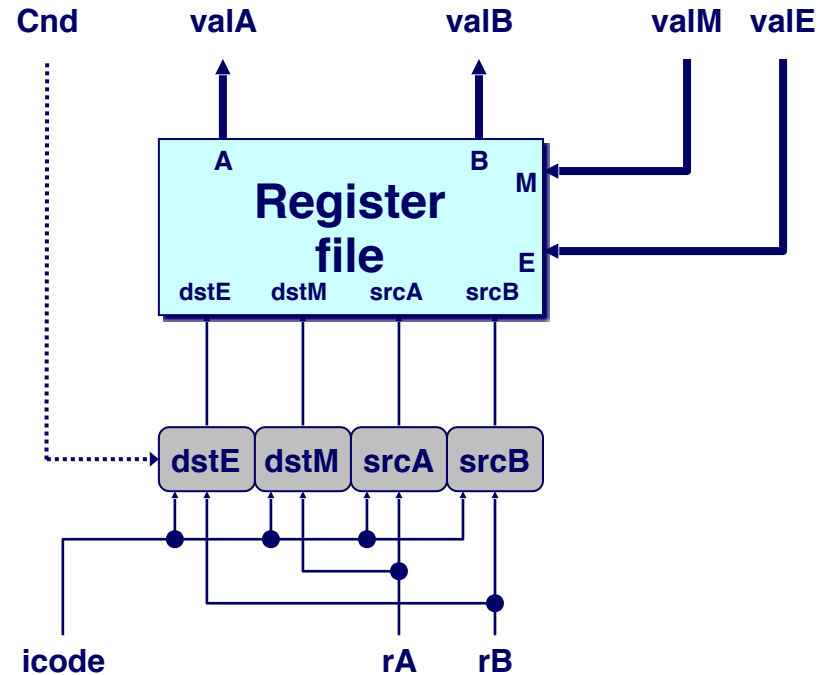 Cnd valA valB valM valE
A B
M
Register
file
E
dstE dstM srcA srcB
dstE dstM srcA srcB
icode rA rB